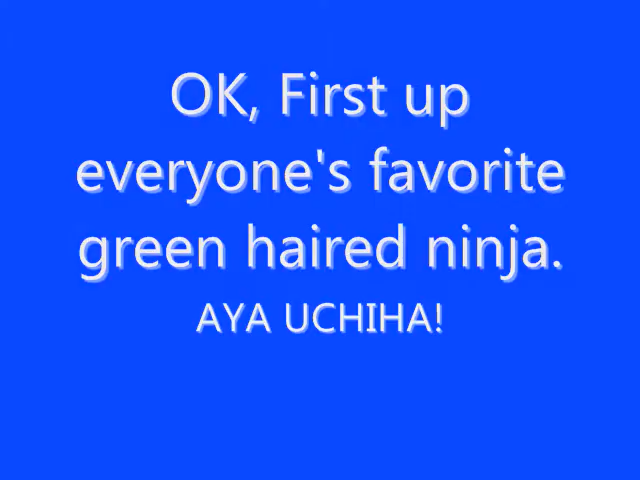 OK, First up
everyone's favorite
green haired ninja.
AYA UCHIHA!